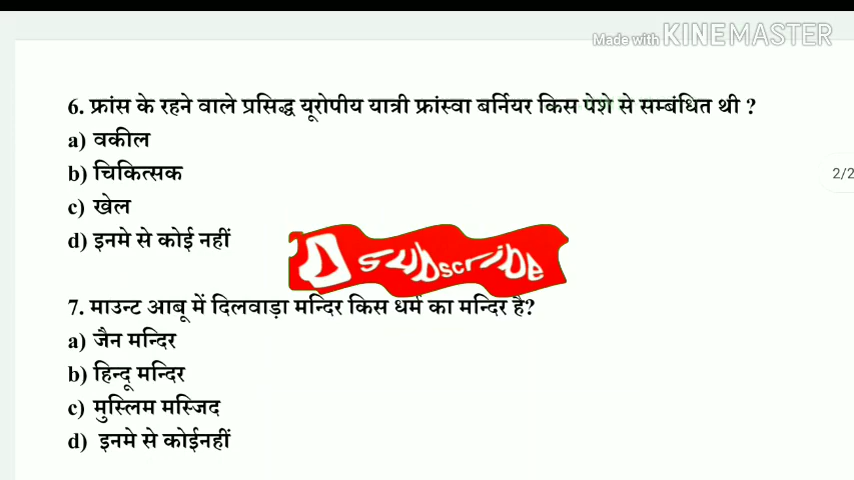 Made with KINEMASTER
6. फ्रांस के रहने वाले प्रसिद्ध यूरोपीय यात्री फ्रांस्वा बर्नियर किस पेशे से सम्बंधित थी ?
a) वकील
b) चिकित्सक
2/2
c) खेल
d) इनमे से कोई नहीं
subscribe
7. माउन्ट आबू में दिलवाड़ा मन्दिर किस धर्म का मन्दिर है?
a) जैन मन्दिर
b) हिन्दू मन्दिर
c) मुस्लिम मस्जिद
d) इनमे से कोईनहीं